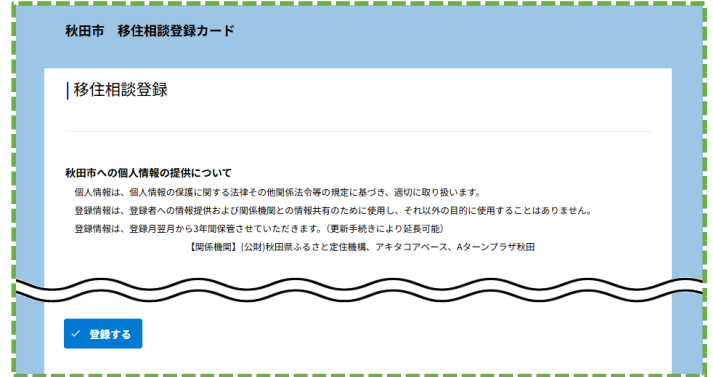 秋田市　移住相談登録カード
移住相談登録
秋田市への個人情報の提供について
個人情報は、個人情報の保護に関する法律その他関係法令等の規定に基づき、適切に取り扱います。
登録情報は、登録者への情報提供および関係機関との情報共有のために使用し、それ以外の目的に使用することはありません。
登録情報は、登録月翌月から3年間保管させていただきます。（更新手続きにより延長可能）
【関係機関】(公財)秋田県ふるさと定住機構、アキタコアベース、Aターンプラザ秋田
登録する